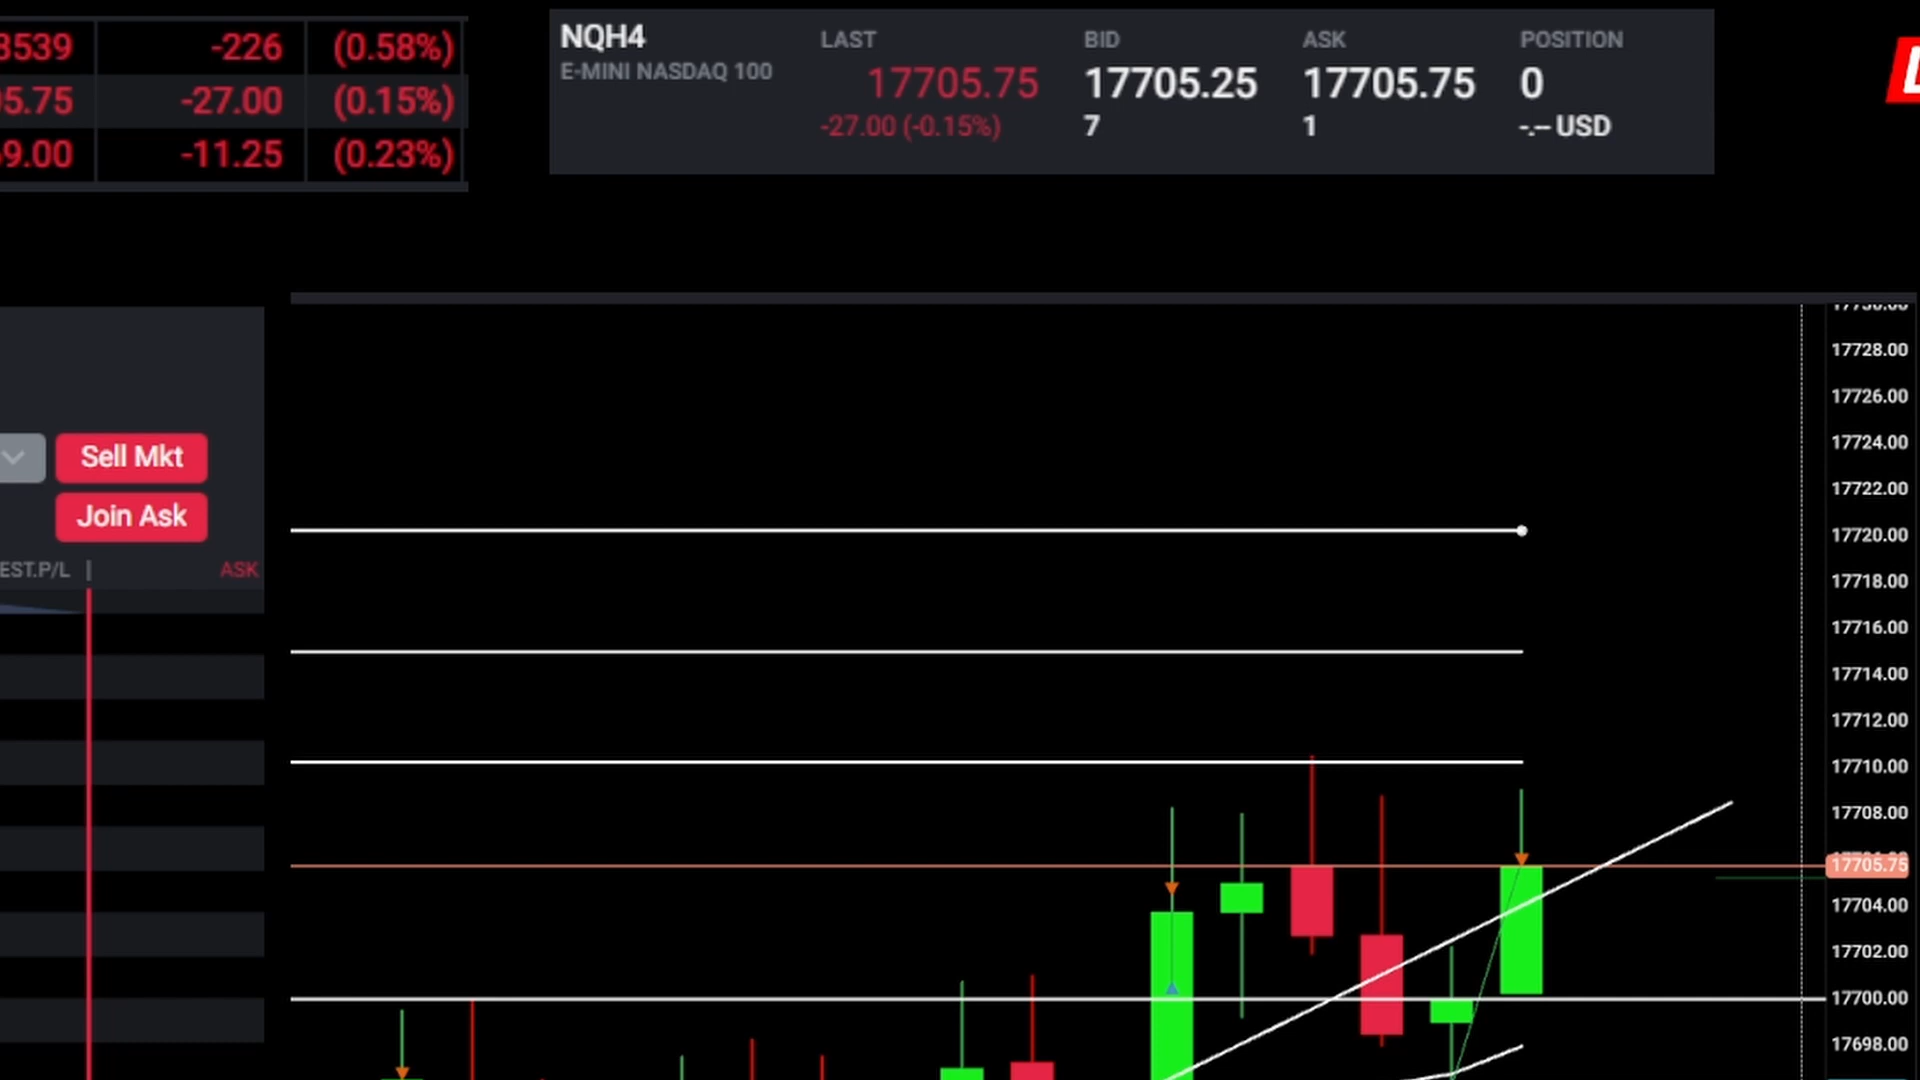 3539 -226 (0.58%)
5.75 -27.00 (0.15%)
9.00 -11.25 (0.23%)
NQH4 LAST BID ASK POSITION
E-MINI NASDAQ 100 17705.75 17705.25 17705.75 0
-27.00 (-0.15%) 7 1 -.-- USD
17728.00
17726.00
17724.00
Sell Mkt
17722.00
Join Ask
17720.00
EST.P/L | ASK
17718.00
17716.00
17714.00
17712.00
17710.00
17708.00
17705.75
17704.00
17702.00
17700.00
17698.00